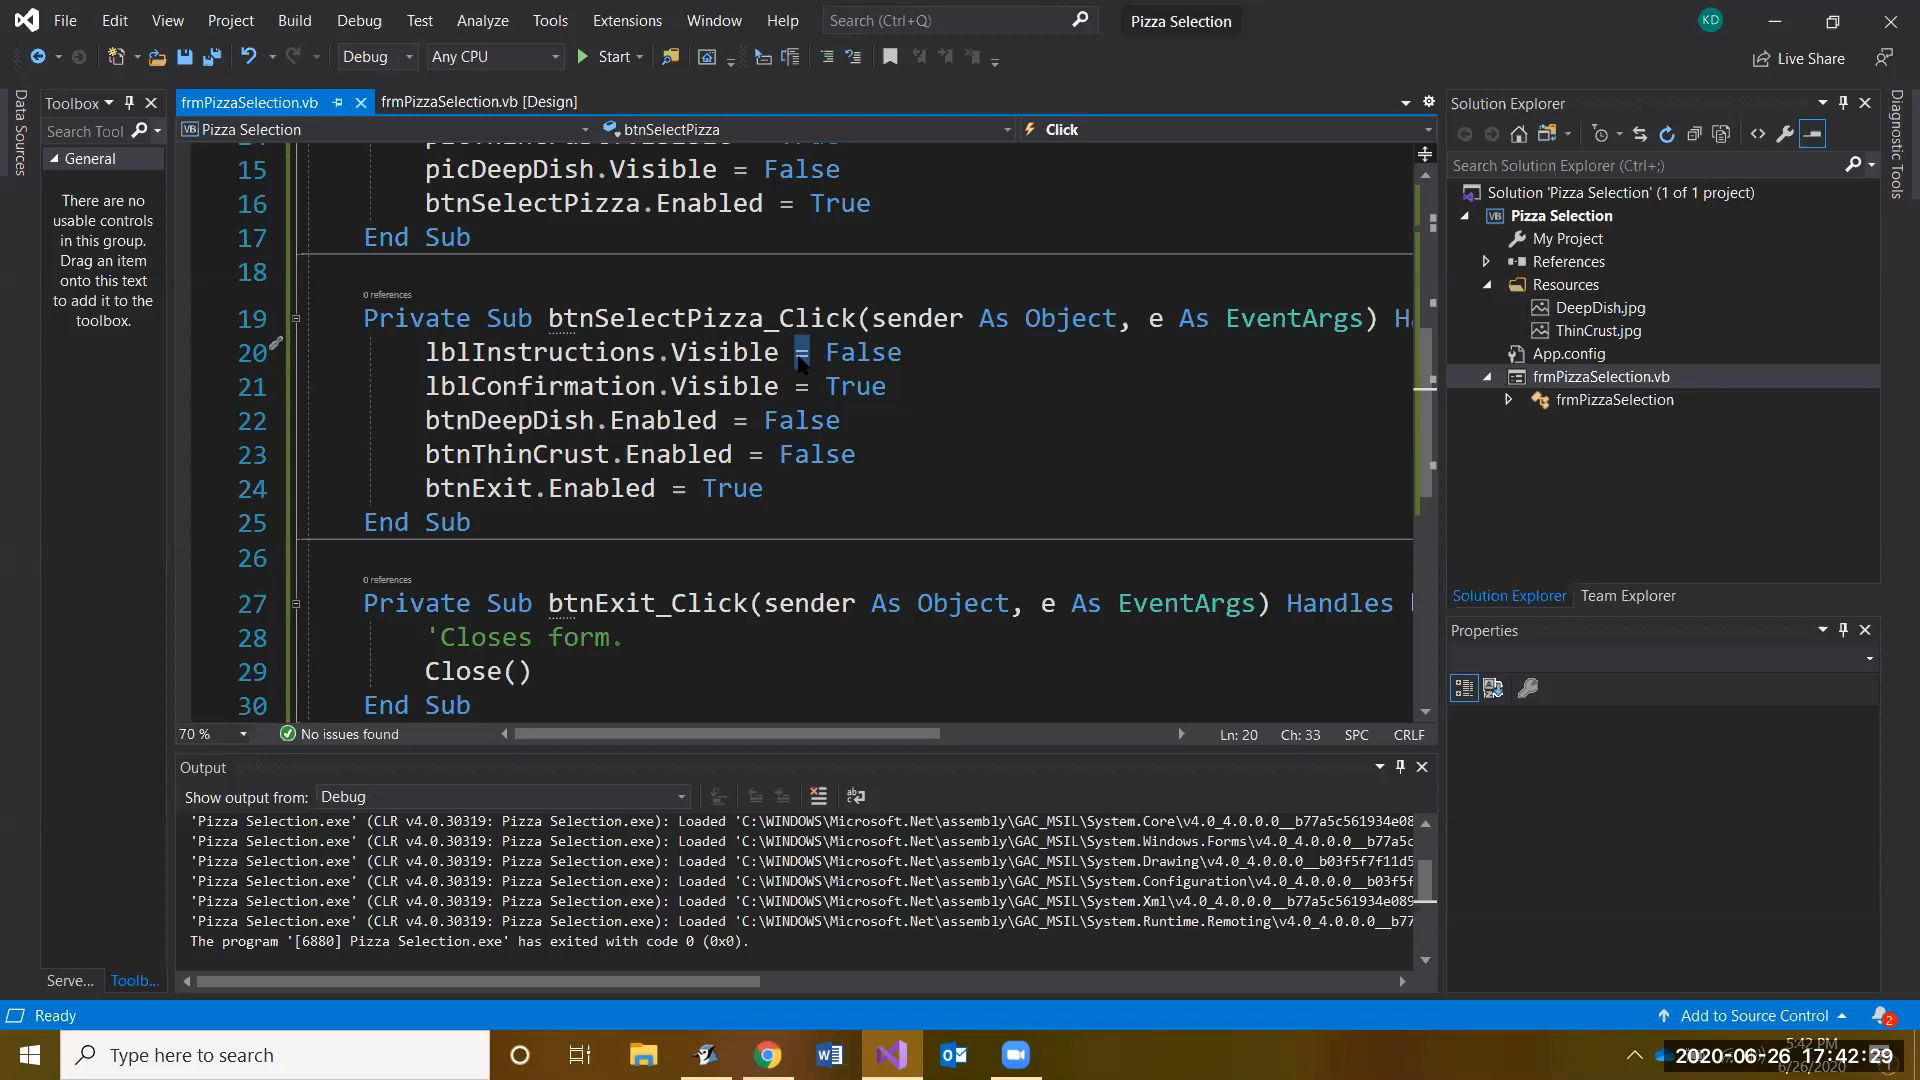 File Edit View Project Build Debug Test Analyze Tools Extensions Window Help Search (Ctrl+Q) Pizza Selection KD
Debug Any CPU Start Live Share
Data Sources
Toolbox
Search Tool
General
There are no
usable controls
in this group.
Drag an item
onto this text
to add it to the
toolbox.
Serve... Toolb...
frmPizzaSelection.vb frmPizzaSelection.vb [Design]
VB Pizza Selection btnSelectPizza Click
15 picDeepDish.Visible = False
16 btnSelectPizza.Enabled = True
17 End Sub
18
0 references
19 Private Sub btnSelectPizza_Click(sender As Object, e As EventArgs) Ha
20 lblInstructions.Visible = False
21 lblConfirmation.Visible = True
22 btnDeepDish.Enabled = False
23 btnThinCrust.Enabled = False
24 btnExit.Enabled = True
25 End Sub
26
0 references
27 Private Sub btnExit_Click(sender As Object, e As EventArgs) Handles
28 'Closes form.
29 Close()
30 End Sub
70 % No issues found Ln: 20 Ch: 33 SPC CRLF
Output
Show output from: Debug
'Pizza Selection.exe' (CLR v4.0.30319: Pizza Selection.exe): Loaded 'C:\WINDOWS\Microsoft.Net\assembly\GAC_MSIL\System.Core\v4.0_4.0.0.0__b77a5c561934e08
'Pizza Selection.exe' (CLR v4.0.30319: Pizza Selection.exe): Loaded 'C:\WINDOWS\Microsoft.Net\assembly\GAC_MSIL\System.Windows.Forms\v4.0_4.0.0.0__b77a5c
'Pizza Selection.exe' (CLR v4.0.30319: Pizza Selection.exe): Loaded 'C:\WINDOWS\Microsoft.Net\assembly\GAC_MSIL\System.Drawing\v4.0_4.0.0.0__b03f5f7f11d5
'Pizza Selection.exe' (CLR v4.0.30319: Pizza Selection.exe): Loaded 'C:\WINDOWS\Microsoft.Net\assembly\GAC_MSIL\System.Configuration\v4.0_4.0.0.0__b03f5f
'Pizza Selection.exe' (CLR v4.0.30319: Pizza Selection.exe): Loaded 'C:\WINDOWS\Microsoft.Net\assembly\GAC_MSIL\System.Xml\v4.0_4.0.0.0__b77a5c561934e089
'Pizza Selection.exe' (CLR v4.0.30319: Pizza Selection.exe): Loaded 'C:\WINDOWS\Microsoft.Net\assembly\GAC_MSIL\System.Runtime.Remoting\v4.0_4.0.0.0__b77
The program '[6880] Pizza Selection.exe' has exited with code 0 (0x0).
Solution Explorer
Search Solution Explorer (Ctrl+;)
Solution 'Pizza Selection' (1 of 1 project)
VB Pizza Selection
My Project
References
Resources
DeepDish.jpg
ThinCrust.jpg
App.config
frmPizzaSelection.vb
frmPizzaSelection
Solution Explorer Team Explorer
Properties
Diagnostic Tools
Ready Add to Source Control 2
Type here to search
5:42 PM
2020-06-26 17:42:29
6/26/2020